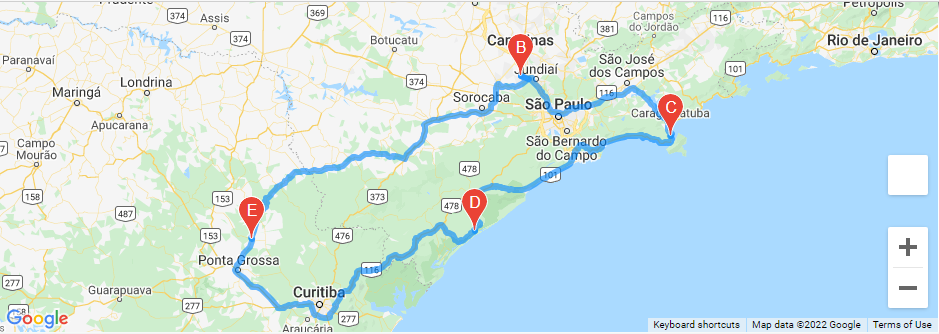 Prudente
Assis
369
Campos
do Jordão
Petrópolis
374
Botucatu
Campinas
Rio de Janeiro
Paranavaí
B
Jundiaí
São José
dos Campos
101
Londrina
374
Maringá
Sorocaba
116
São Paulo
C
Caraguatatuba
Apucarana
Campo
Mourão
São Bernardo
do Campo
478
101
158
153
373
D
487
E
478
153
476
Ponta Grossa
116
277
Guarapuava
277
Curitiba
277
Araucária
277
Google
Keyboard shortcuts
Map data ©2022 Google
Terms of Use